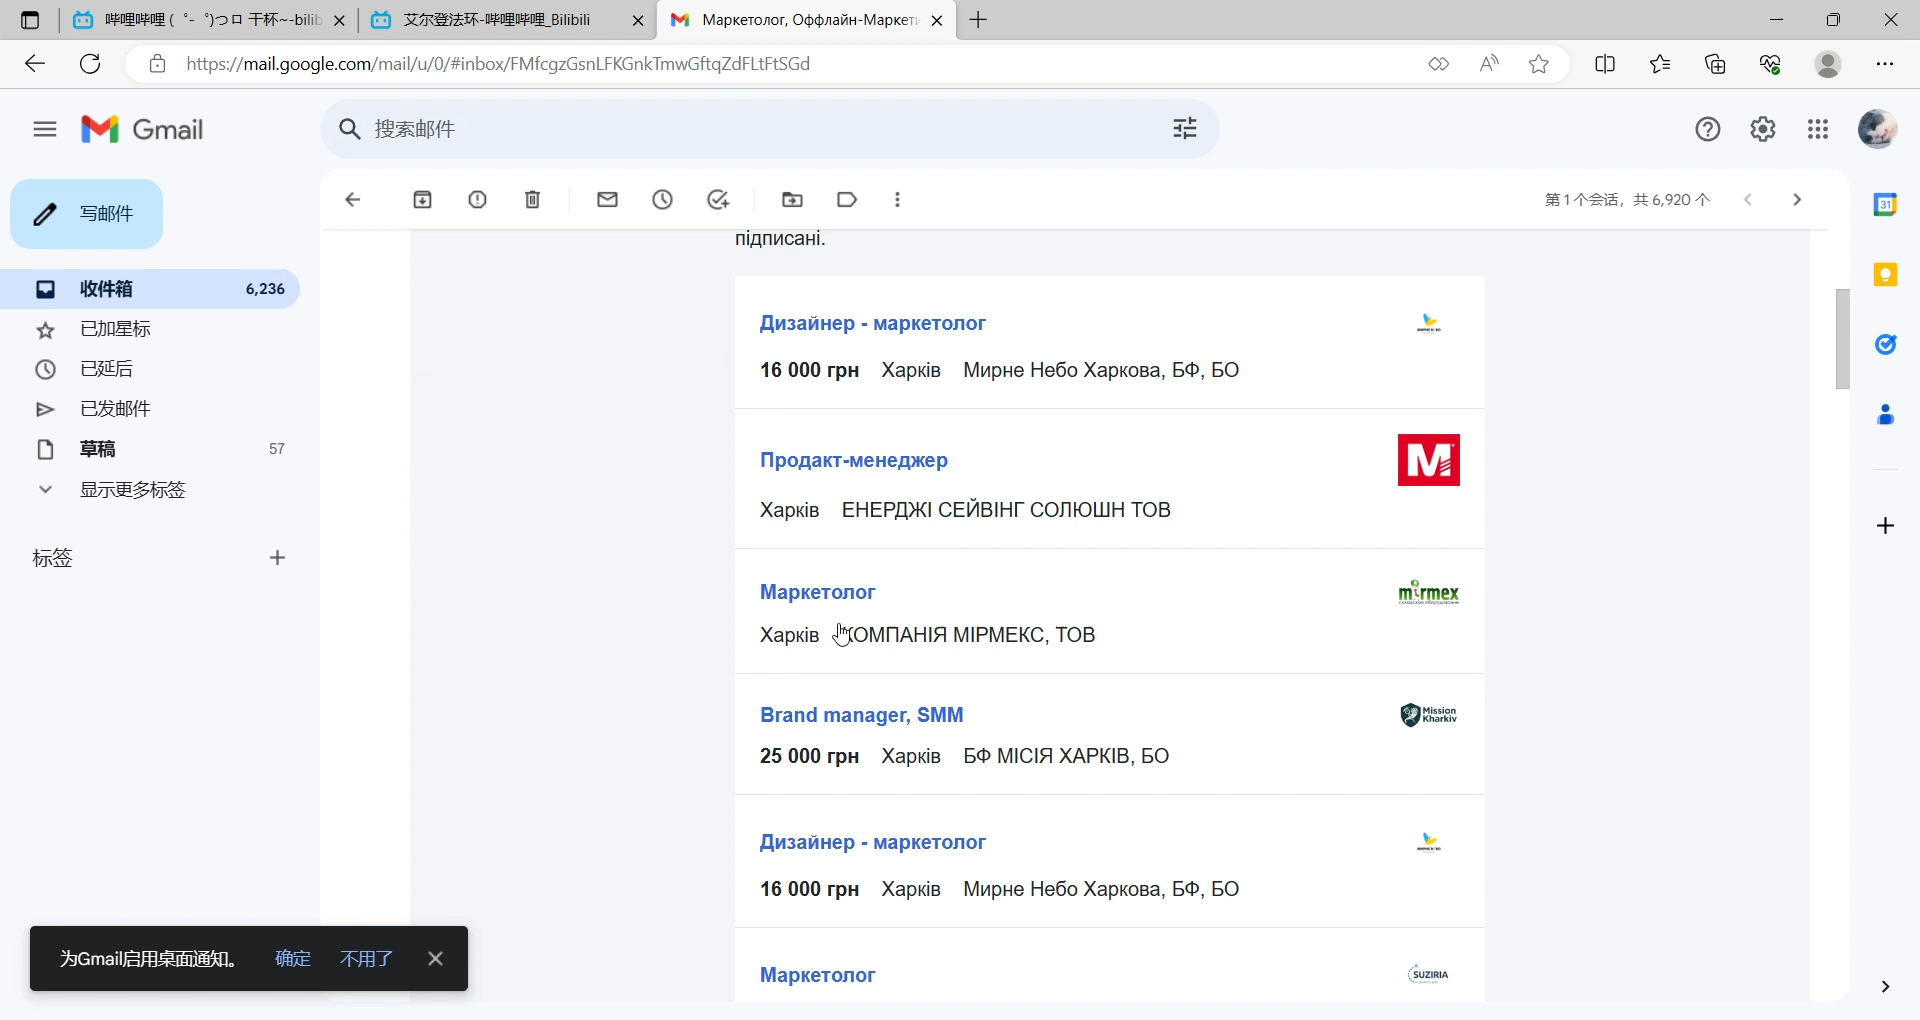 哔哩哔哩 (゜-゜)つロ 干杯~-bilib
艾尔登法环-哔哩哔哩_Bilibili
Маркетолог, Оффлайн-Маркет
https://mail.google.com/mail/u/0/#inbox/FMfcgzGsnLFKGnkTmwGftqZdFLtFtSGd
Gmail
搜索邮件
写邮件
第1个会话，共6,920个
31
收件箱 6,236
已加星标
已延后
已发邮件
草稿 57
显示更多标签
标签
підписані.
Дизайнер - маркетолог
16 000 грн Харків Мирне Небо Харкова, БФ, БО
Продакт-менеджер
M
Харків ЕНЕРДЖІ СЕЙВІНГ СОЛЮШН ТОВ
Маркетолог
mirmex
Харків КОМПАНІЯ МІРМЕКС, ТОВ
Brand manager, SMM
Mission
Kharkiv
25 000 грн Харків БФ МІСІЯ ХАРКІВ, БО
Дизайнер - маркетолог
16 000 грн Харків Мирне Небо Харкова, БФ, БО
Маркетолог
SUZIRIA
为Gmail启用桌面通知。 确定 不用了